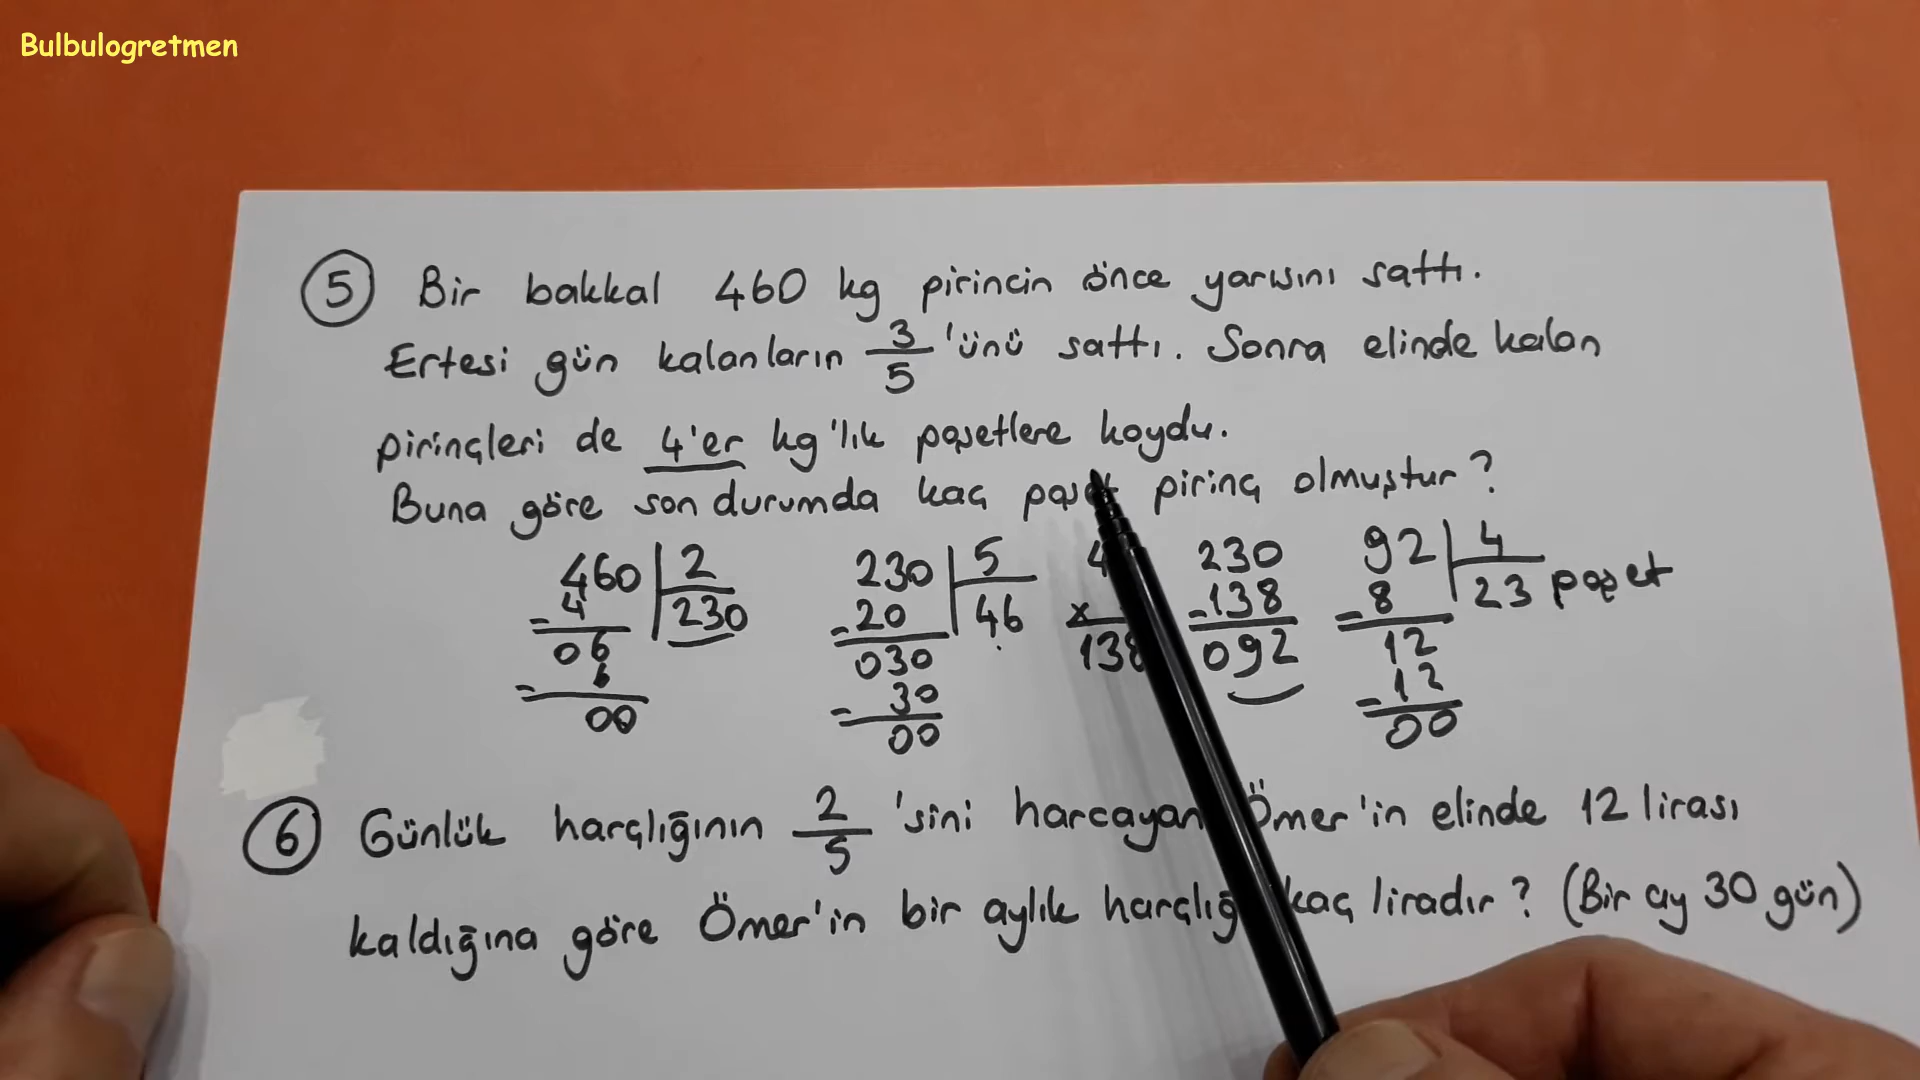 Bulbulogretmen
5 Bir bakkal 460 kg pirincin önce yarısını sattı.
Ertesi gün kalanların 3/5 'ünü sattı. Sonra elinde kalan
pirinçleri de 4'er kg'lık poşetlere koydu.
Buna göre son durumda kaç pirinç olmuştur?
460 2 230 5 230 92 4
-4 230 -20 46 x -138 -8 23 poşet
06 030 092 12
-6 -30 -12
00 00 00
6 Günlük harçlığının 2/5 'sini harcayan Ömer'in elinde 12 lirası
kaldığına göre Ömer'in bir aylık kaç liradır? (Bir ay 30 gün)